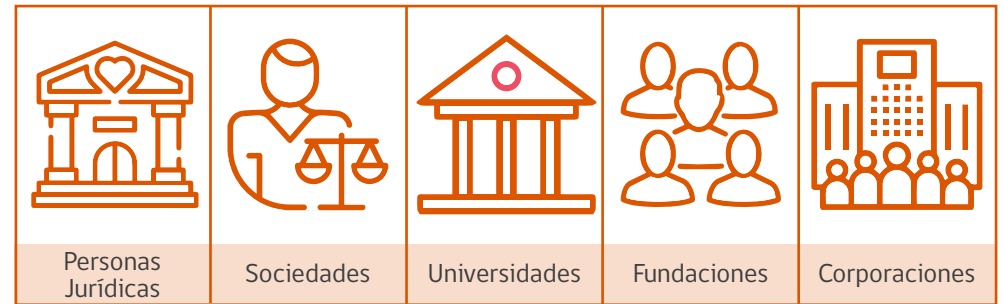 Personas
Jurídicas
Sociedades
Universidades
Fundaciones
Corporaciones